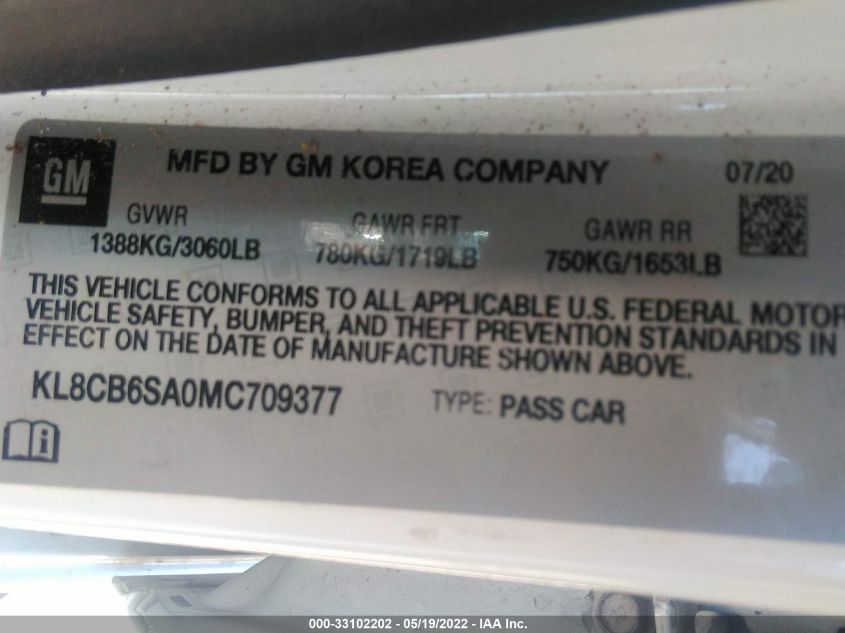 GM
MFD BY GM KOREA COMPANY 07/20
GVWR GAWR FRT GAWR RR
1388KG/3060LB 780KG/1719LB 750KG/1653LB
THIS VEHICLE CONFORMS TO ALL APPLICABLE U.S. FEDERAL MOTOR
VEHICLE SAFETY, BUMPER, AND THEFT PREVENTION STANDARDS IN
EFFECT ON THE DATE OF MANUFACTURE SHOWN ABOVE.
KL8CB6SA0MC709377 TYPE: PASS CAR
000-33102202 - 05/19/2022 - IAA Inc.